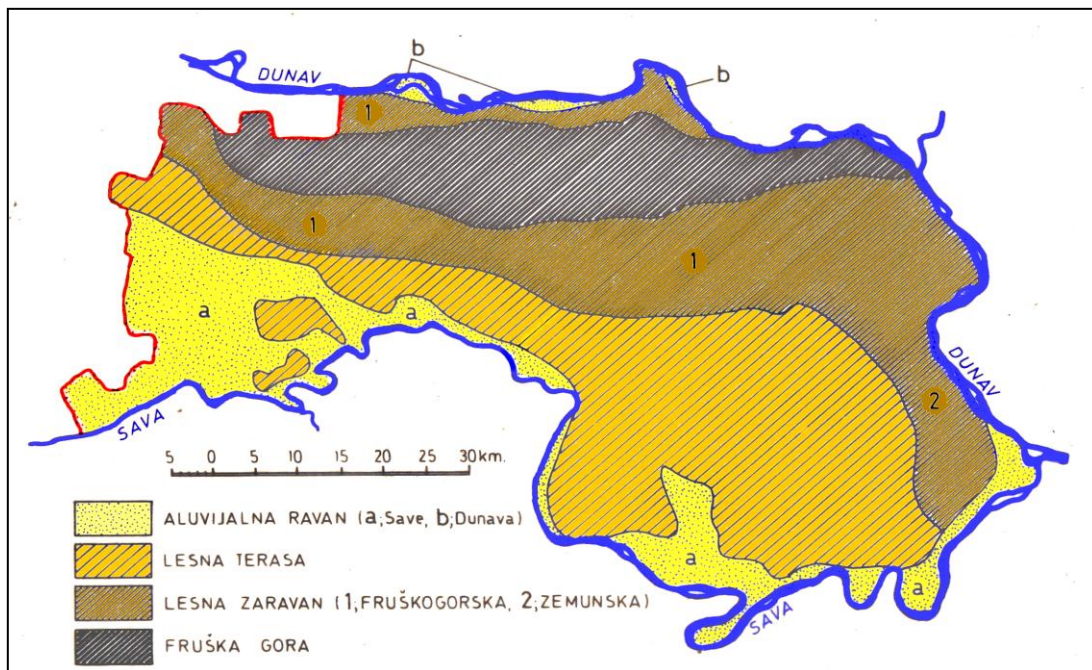 b
DUNAV
b
1
1
1
a
a
DUNAV
2
SAVA
5 0 5 10 15 20 25 30 km.
a
a
SAVA
ALUVIJALNA RAVAN (a;Save, b;Dunava)
LESNA TERASA
LESNA ZARAVAN (1;FRUŠKOGORSKA, 2;ZEMUNSKA)
FRUŠKA GORA